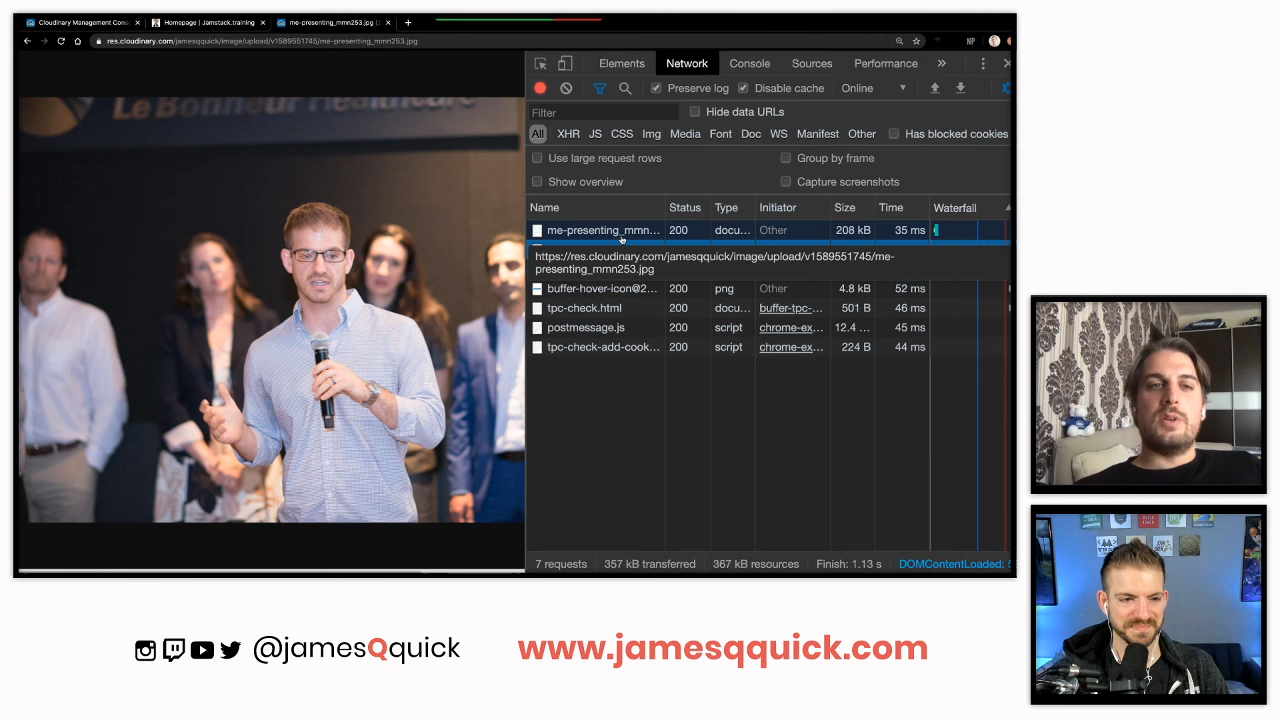 Cloudinary Management Cons
Homepage | Jamstack.training
me-presenting_mmn253.jpg (2
res.cloudinary.com/jamesqquick/image/upload/v1589551745/me-presenting_mmn253.jpg
NP
Le Bonheur Healthcare
Elements Network Console Sources Performance »
Preserve log Disable cache Online
Filter Hide data URLs
All XHR JS CSS Img Media Font Doc WS Manifest Other Has blocked cookies
Use large request rows Group by frame
Show overview Capture screenshots
Name Status Type Initiator Size Time Waterfall
me-presenting_mmn... 200 docu... Other 208 kB 35 ms
https://res.cloudinary.com/jamesqquick/image/upload/v1589551745/me-
presenting_mmn253.jpg
buffer-hover-icon@2... 200 png Other 4.8 kB 52 ms
tpc-check.html 200 docu... buffer-tpc-... 501 B 46 ms
postmessage.js 200 script chrome-ex... 12.4 ... 45 ms
tpc-check-add-cook... 200 script chrome-ex... 224 B 44 ms
7 requests 357 kB transferred 367 kB resources Finish: 1.13 s DOMContentLoaded:
@jamesQquick www.jamesqquick.com